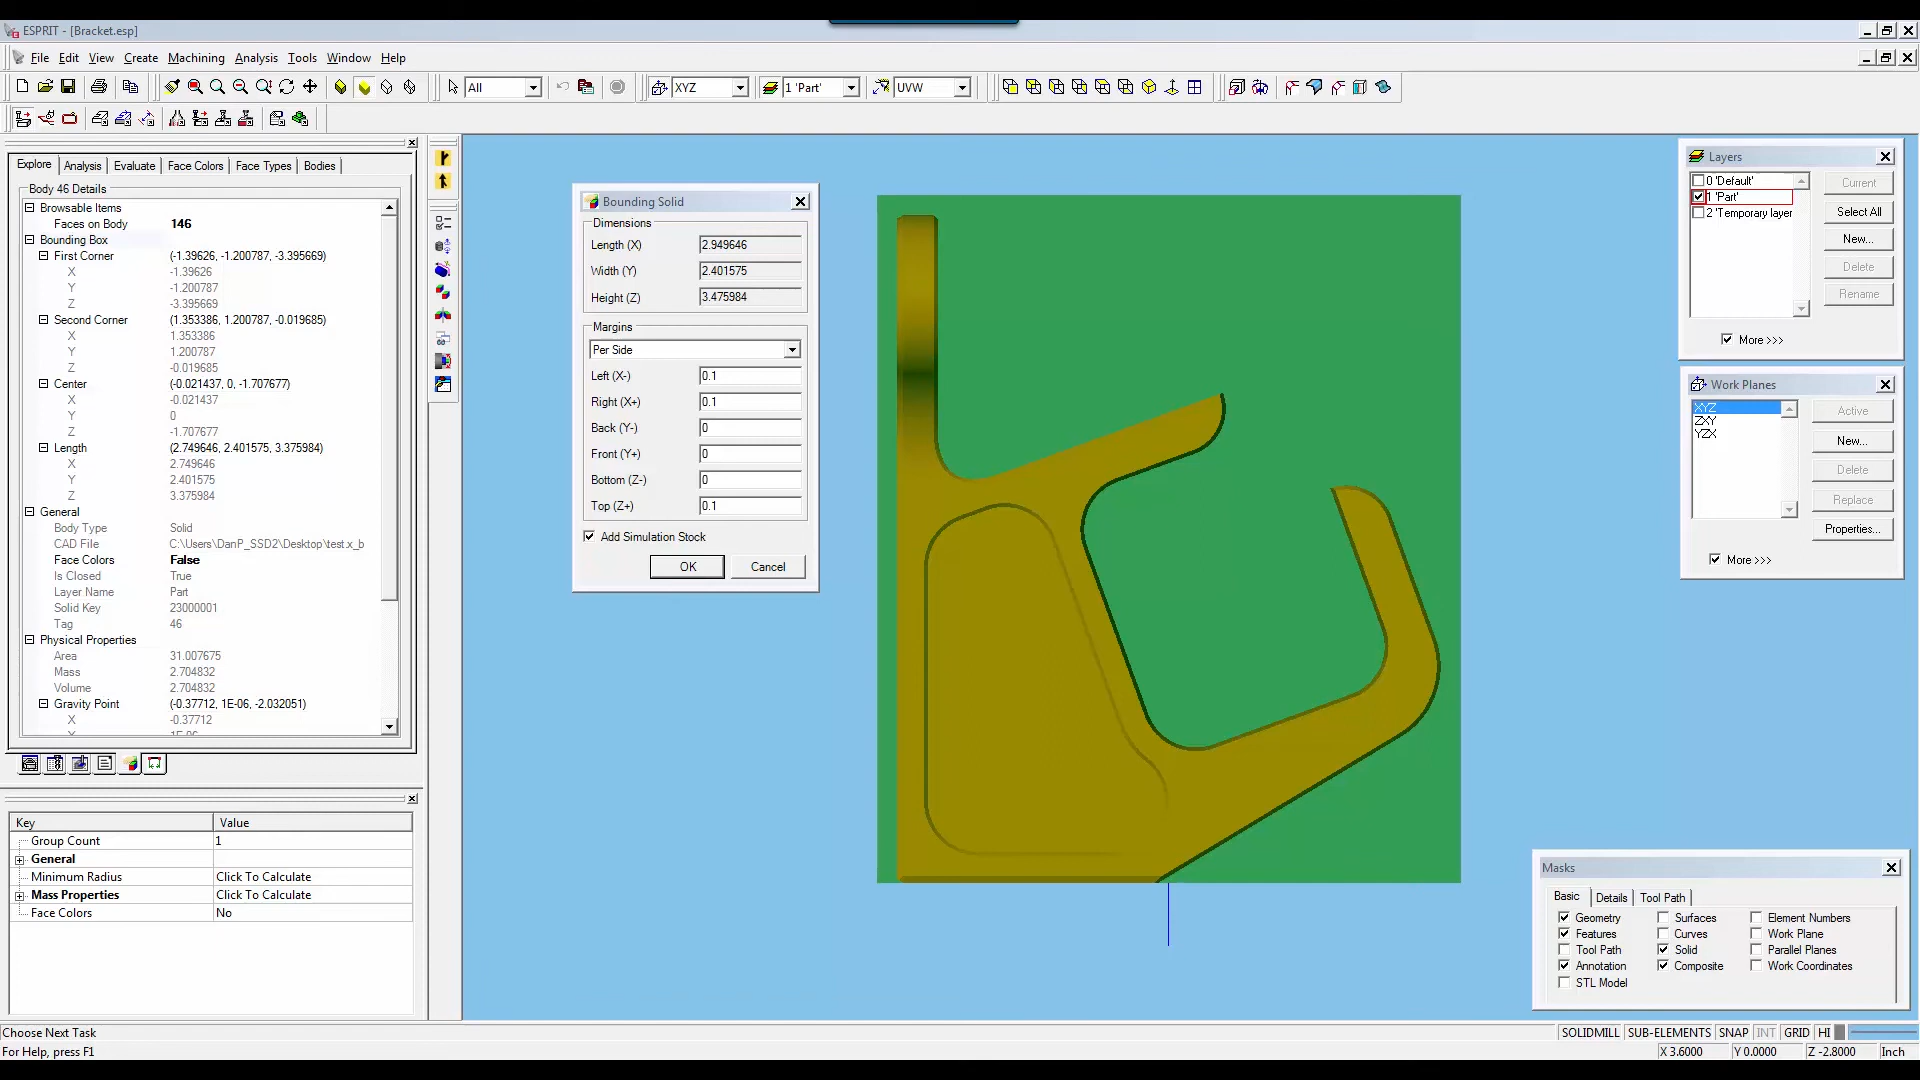 ESPRIT - [Bracket.esp]
File Edit View Create Machining Analysis Tools Window Help
All XYZ 1 'Part' UVW
Explore Analysis Evaluate Face Colors Face Types Bodies
Body 46 Details
Browsable Items
Faces on Body 146
Bounding Box
First Corner (-1.39626, -1.200787, -3.395669)
X -1.39626
Y -1.200787
Z -3.395669
Second Corner (1.353386, 1.200787, -0.019685)
X 1.353386
Y 1.200787
Z -0.019685
Center (-0.021437, 0, -1.707677)
X -0.021437
Y 0
Z -1.707677
Length (2.749646, 2.401575, 3.375984)
X 2.749646
Y 2.401575
Z 3.375984
General
Body Type Solid
CAD File C:\Users\DanP_SSD2\Desktop\test.x_b
Face Colors False
Is Closed True
Layer Name Part
Solid Key 23000001
Tag 46
Physical Properties
Area 31.007675
Mass 2.704832
Volume 2.704832
Gravity Point (-0.37712, 1E-06, -2.032051)
X -0.37712
Key Value
Group Count 1
General
Minimum Radius Click To Calculate
Mass Properties Click To Calculate
Face Colors No
Bounding Solid
Dimensions
Length (X) 2.949646
Width (Y) 2.401575
Height (Z) 3.475984
Margins
Per Side
Left (X-) 0.1
Right (X+) 0.1
Back (Y-) 0
Front (Y+) 0
Bottom (Z-) 0
Top (Z+) 0.1
Add Simulation Stock
OK Cancel
Layers
0 'Default'
1 'Part'
2 'Temporary layer
Current
Select All
New...
Delete
Rename
More >>>
Work Planes
XYZ
ZXY
YZX
Active
New...
Delete
Replace
Properties...
More >>>
Masks
Basic Details Tool Path
Geometry Surfaces Element Numbers
Features Curves Work Plane
Tool Path Solid Parallel Planes
Annotation Composite Work Coordinates
STL Model
Choose Next Task SOLIDMILL SUB-ELEMENTS SNAP INT GRID HI
For Help, press F1 X 3.6000 Y 0.0000 Z -2.8000 Inch